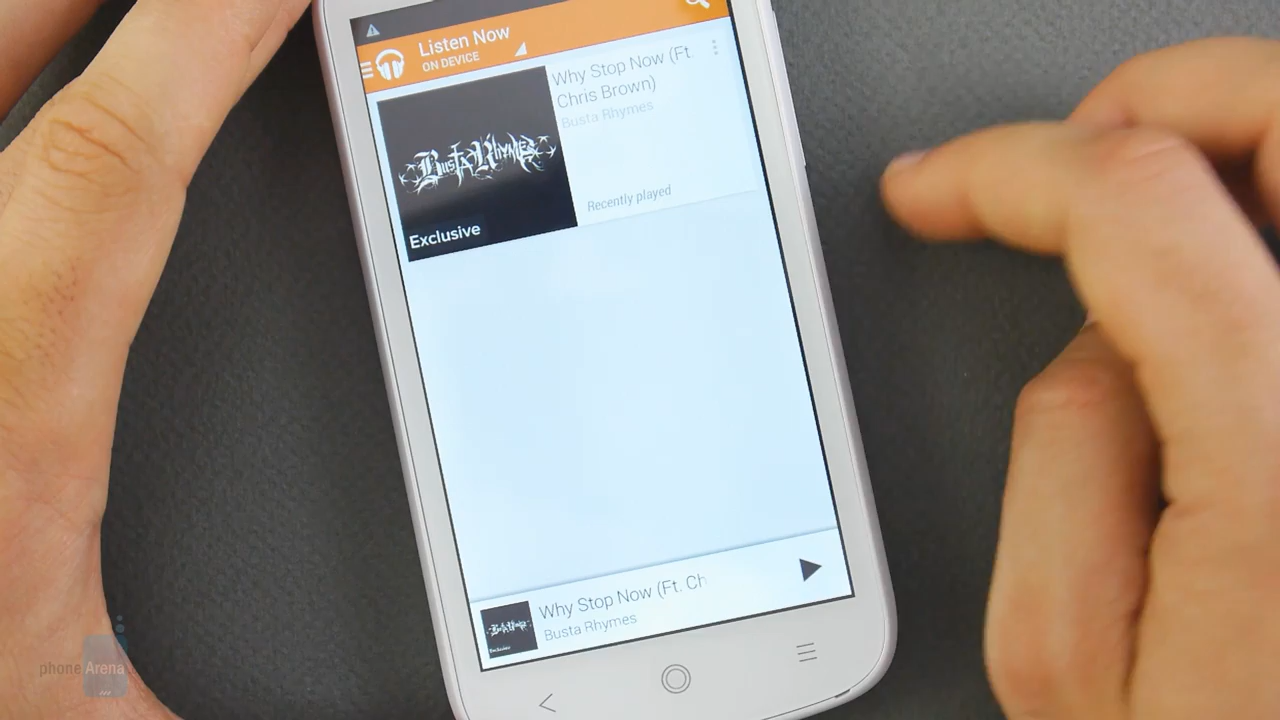 Listen Now
ON DEVICE
Why Stop Now (Ft.
Chris Brown)
Busta Rhymes
BUSTA RHYMES
Recently played
Exclusive
Why Stop Now (Ft. Ch
Busta Rhymes
phoneArena